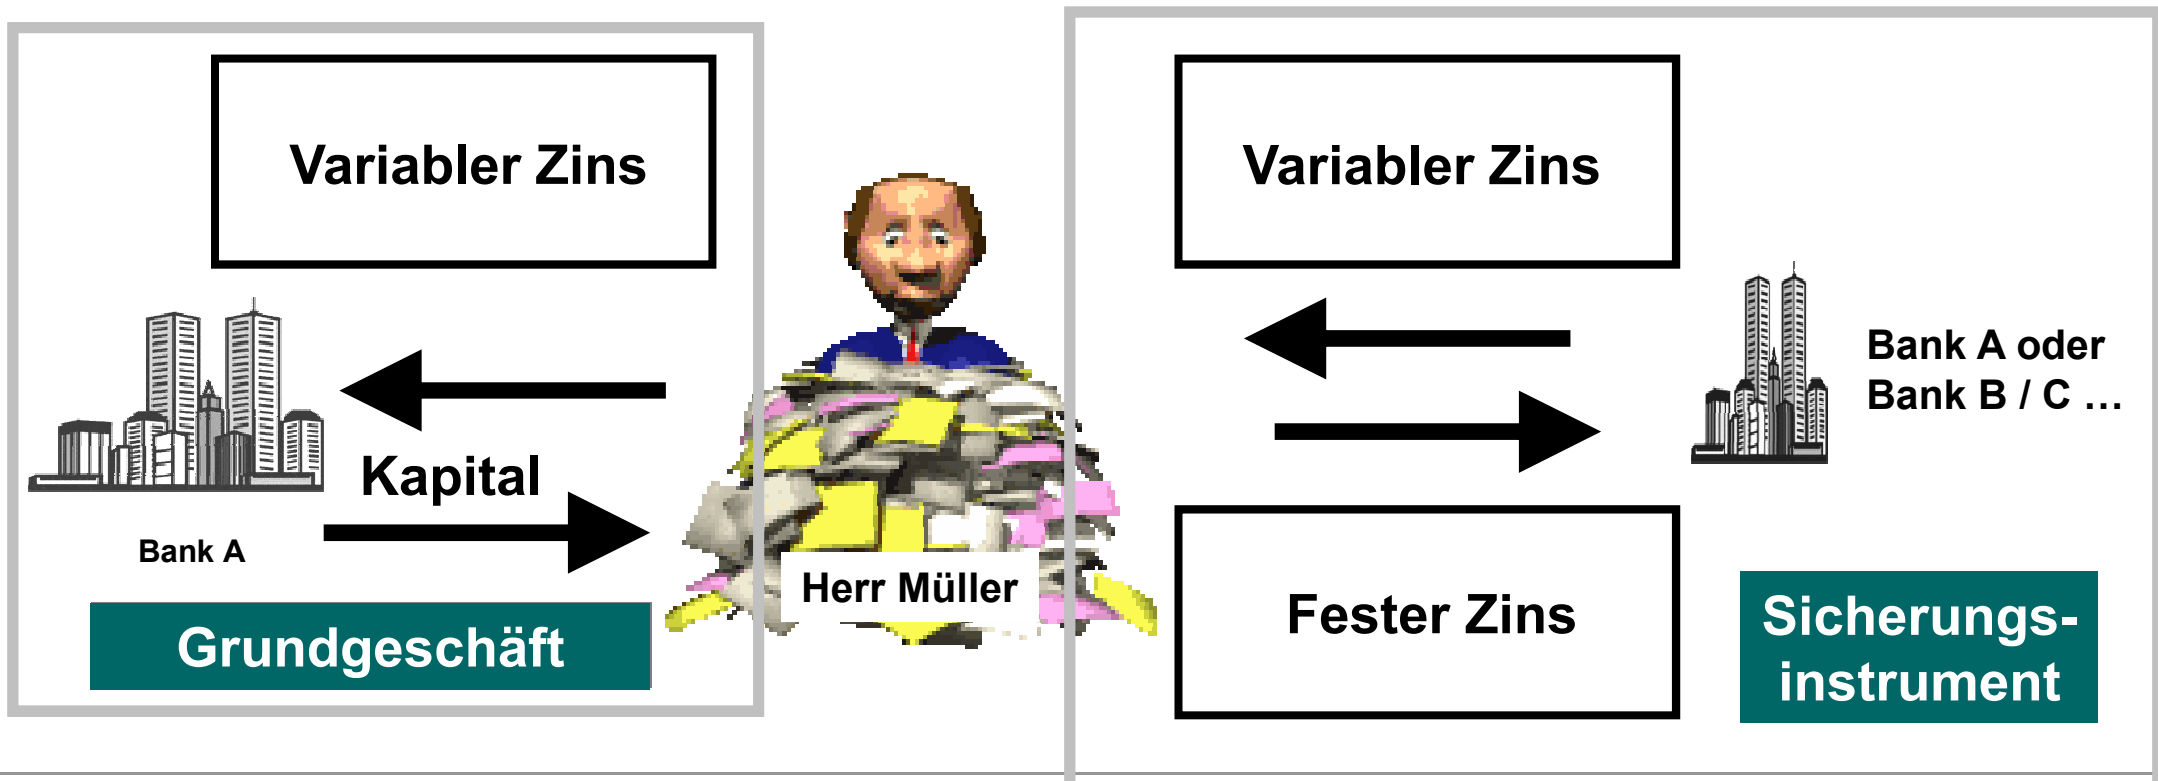 Variabler Zins
Kapital
Bank A
Grundgeschäft
Herr Müller
Variabler Zins
Bank A oder
Bank B / C ...
Fester Zins
Sicherungs-
instrument